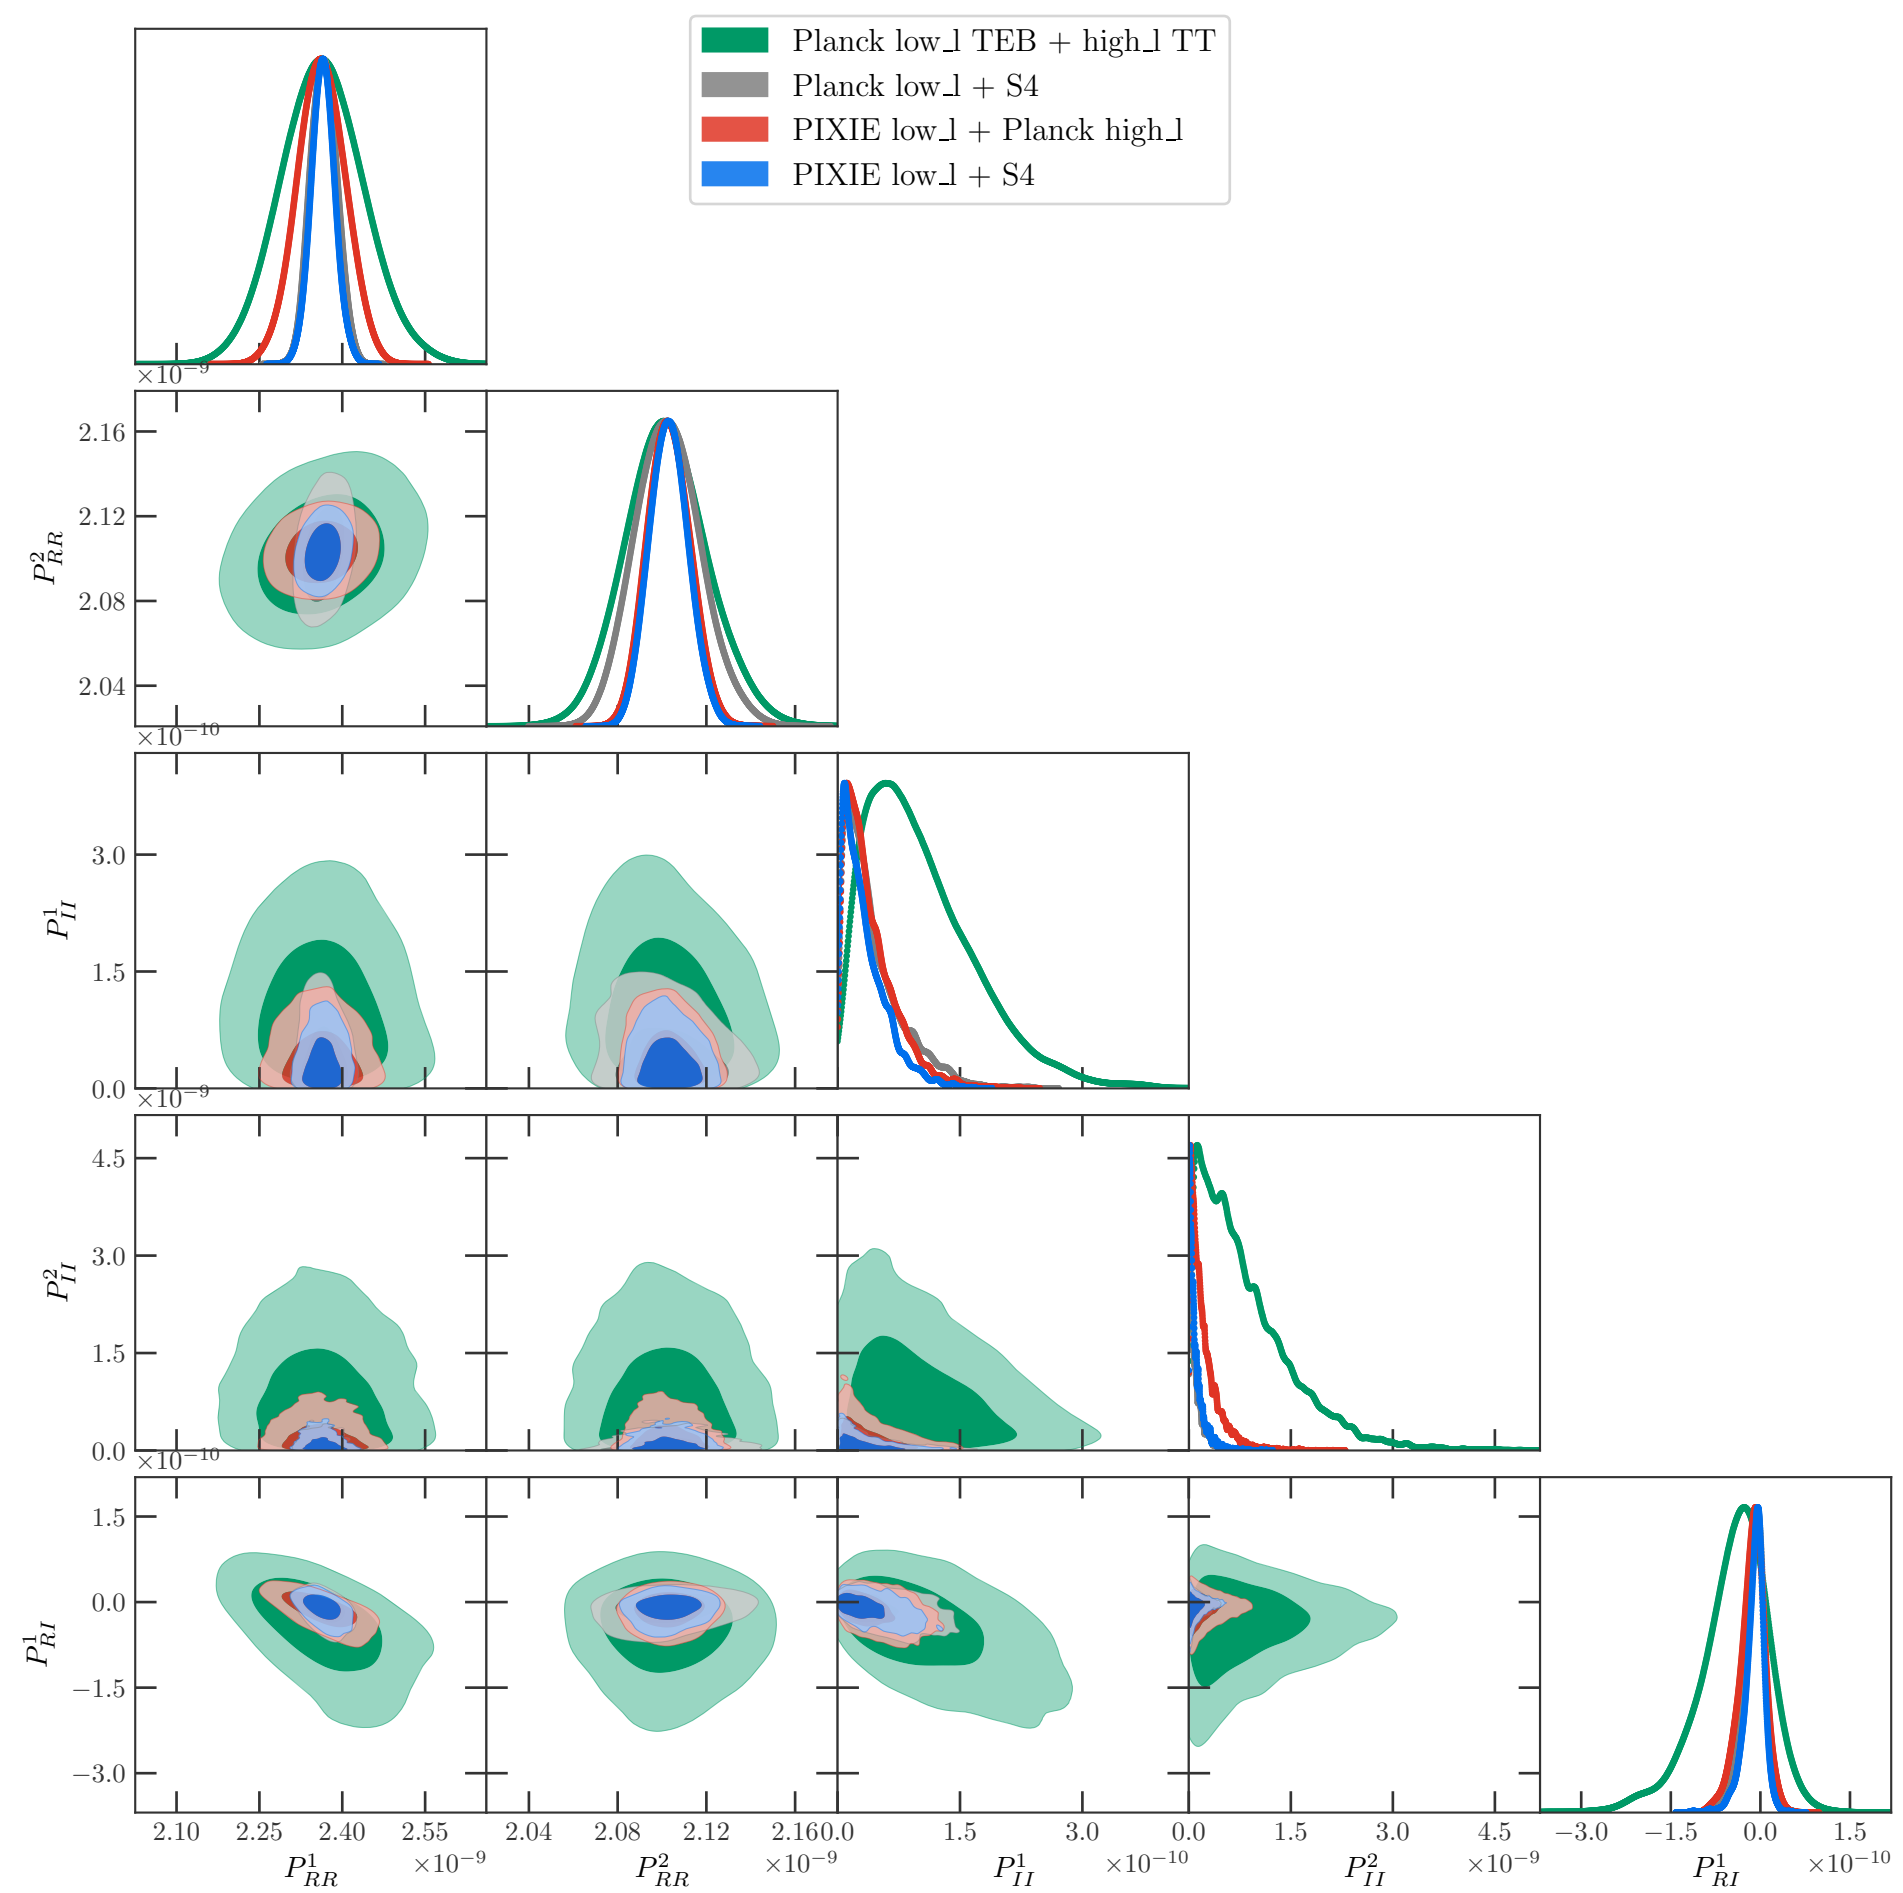 Planck low_l TEB + high_l TT
Planck low_l + S4
PIXIE low_l + Planck high_l
PIXIE low_l + S4
×10⁻⁹
2.16
2.12
2.08
2.04
P²_RR
×10⁻¹⁰
3.0
1.5
0.0
P¹_II
×10⁻⁹
4.5
3.0
1.5
0.0
P²_II
×10⁻¹⁰
1.5
0.0
−1.5
−3.0
P¹_RI
2.10 2.25 2.40 2.55 2.04 2.08 2.12 2.16 0.0 1.5 3.0 0.0 1.5 3.0 4.5 −3.0 −1.5 0.0 1.5
P¹_RR ×10⁻⁹ P²_RR ×10⁻⁹ P¹_II ×10⁻¹⁰ P²_II ×10⁻⁹ P¹_RI ×10⁻¹⁰